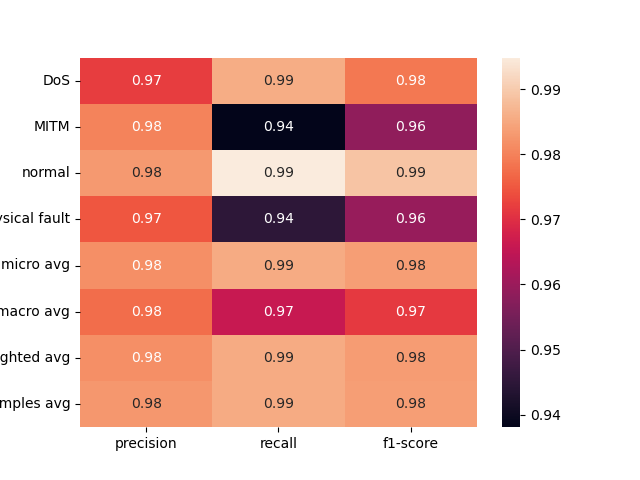 DoS 0.97 0.99 0.98
MITM 0.98 0.94 0.96
normal 0.98 0.99 0.99
ysical fault 0.97 0.94 0.96
micro avg 0.98 0.99 0.98
macro avg 0.98 0.97 0.97
ghted avg 0.98 0.99 0.98
mples avg 0.98 0.99 0.98
precision recall f1-score
0.99
0.98
0.97
0.96
0.95
0.94